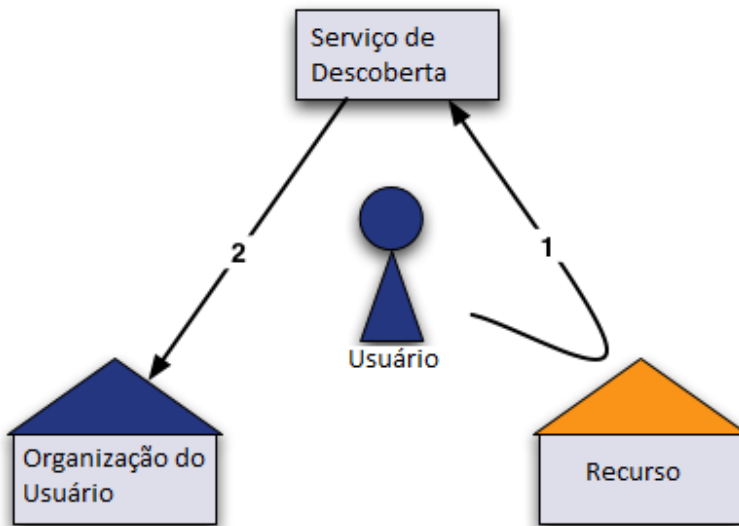 Serviço de
Descoberta
2
1
Usuário
Organização do
Usuário
Recurso